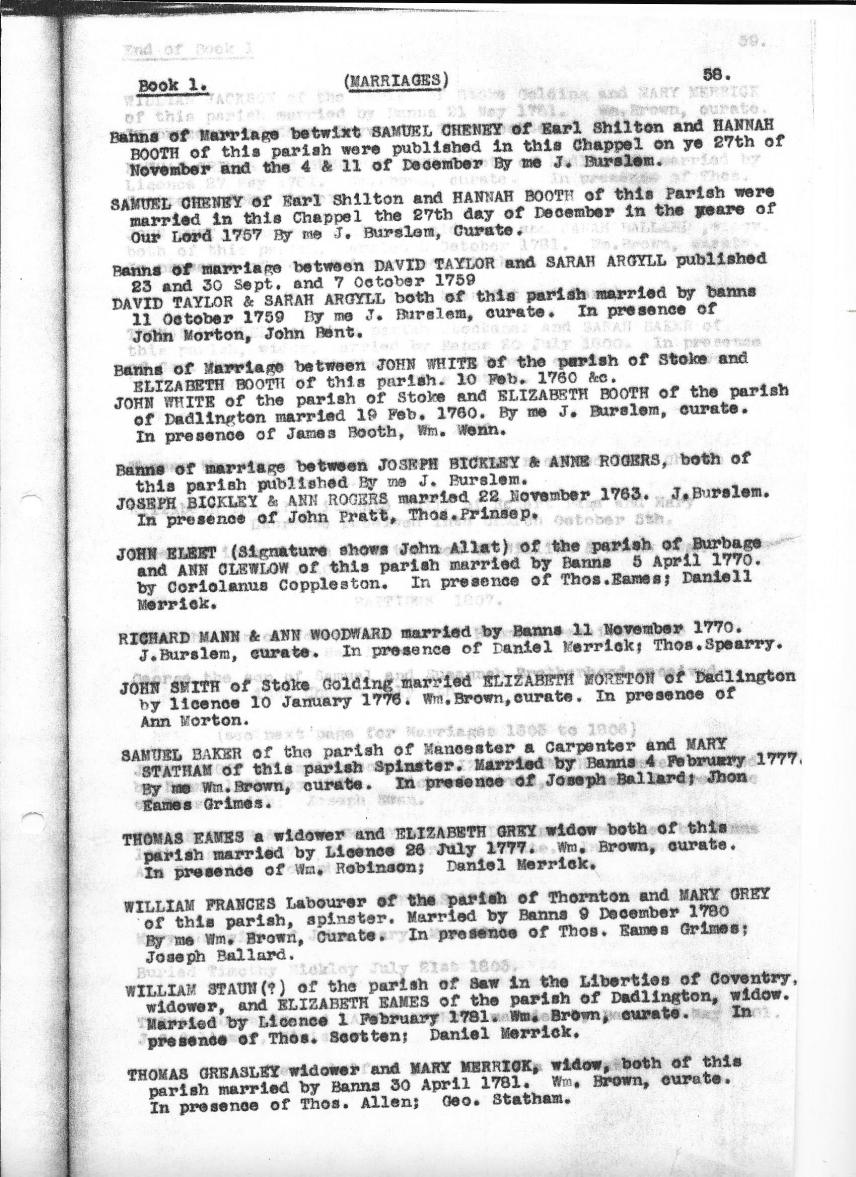 End of Book 1
59.
Book 1.
(MARRIAGES)
58.
Banns of Marriage betwixt SAMUEL CHENEY of Earl Shilton and HANNAH
BOOTH of this parish were published in this Chappel on ye 27th of
November and the 4 & 11 of December By me J. Burslem.
SAMUEL CHENEY of Earl Shilton and HANNAH BOOTH of this Parish were
married in this Chappel the 27th day of December in the yeare of
Our Lord 1757 By me J. Burslem, Curate.
Banns of marriage between DAVID TAYLOR and SARAH ARGYLL published
23 and 30 Sept. and 7 October 1759
DAVID TAYLOR & SARAH ARGYLL both of this parish married by banns
11 October 1759 By me J. Burslem, curate. In presence of
John Morton, John Bent.
Banns of Marriage between JOHN WHITE of the parish of Stoke and
ELIZABETH BOOTH of this parish. 10 Feb. 1760 &c.
JOHN WHITE of the parish of Stoke and ELIZABETH BOOTH of the parish
of Dadlington married 19 Feb. 1760. By me J. Burslem, curate.
In presence of James Booth, Wm. Wenn.
Banns of marriage between JOSEPH BICKLEY & ANNE ROGERS, both of
this parish published By me J. Burslem.
JOSEPH BICKLEY & ANN ROGERS married 22 November 1763. J.Burslem.
In presence of John Pratt, Thos.Prinsep.
JOHN ELEET (Signature shows John Allat) of the parish of Burbage
and ANN CLEWLOW of this parish married by Banns 5 April 1770.
by Coriolanus Coppleston. In presence of Thos.Eames; Daniell
Merrick.
RICHARD MANN & ANN WOODWARD married by Banns 11 November 1770.
J.Burslem, curate. In presence of Daniel Merrick; Thos.Spearry.
JOHN SMITH of Stoke Golding married ELIZABETH MORETON of Dadlington
by licence 10 January 1776. Wm.Brown,curate. In presence of
Ann Morton.
SAMUEL BAKER of the parish of Mancester a Carpenter and MARY
STATHAM of this parish Spinster. Married by Banns 4 February 1777.
By me Wm.Brown, curate. In presence of Joseph Ballard; Jhon
Eames Grimes.
THOMAS EAMES a widower and ELIZABETH GREY widow both of this
parish married by Licence 26 July 1777. Wm. Brown, curate.
In presence of Wm. Robinson; Daniel Merrick.
WILLIAM FRANCES Labourer of the parish of Thornton and MARY GREY
of this parish, spinster. Married by Banns 9 December 1780
By me Wm. Brown, Curate. In presence of Thos. Eames Grimes;
Joseph Ballard.
WILLIAM STAUN(?) of the parish of Saw in the Liberties of Coventry,
widower, and ELIZABETH EAMES of the parish of Dadlington, widow.
Married by Licence 1 February 1781. Wm. Brown, curate. In
presence of Thos. Scotten; Daniel Merrick.
THOMAS GREASLEY widower and MARY MERRICK, widow, both of this
parish married by Banns 30 April 1781. Wm. Brown, curate.
In presence of Thos. Allen; Geo. Statham.